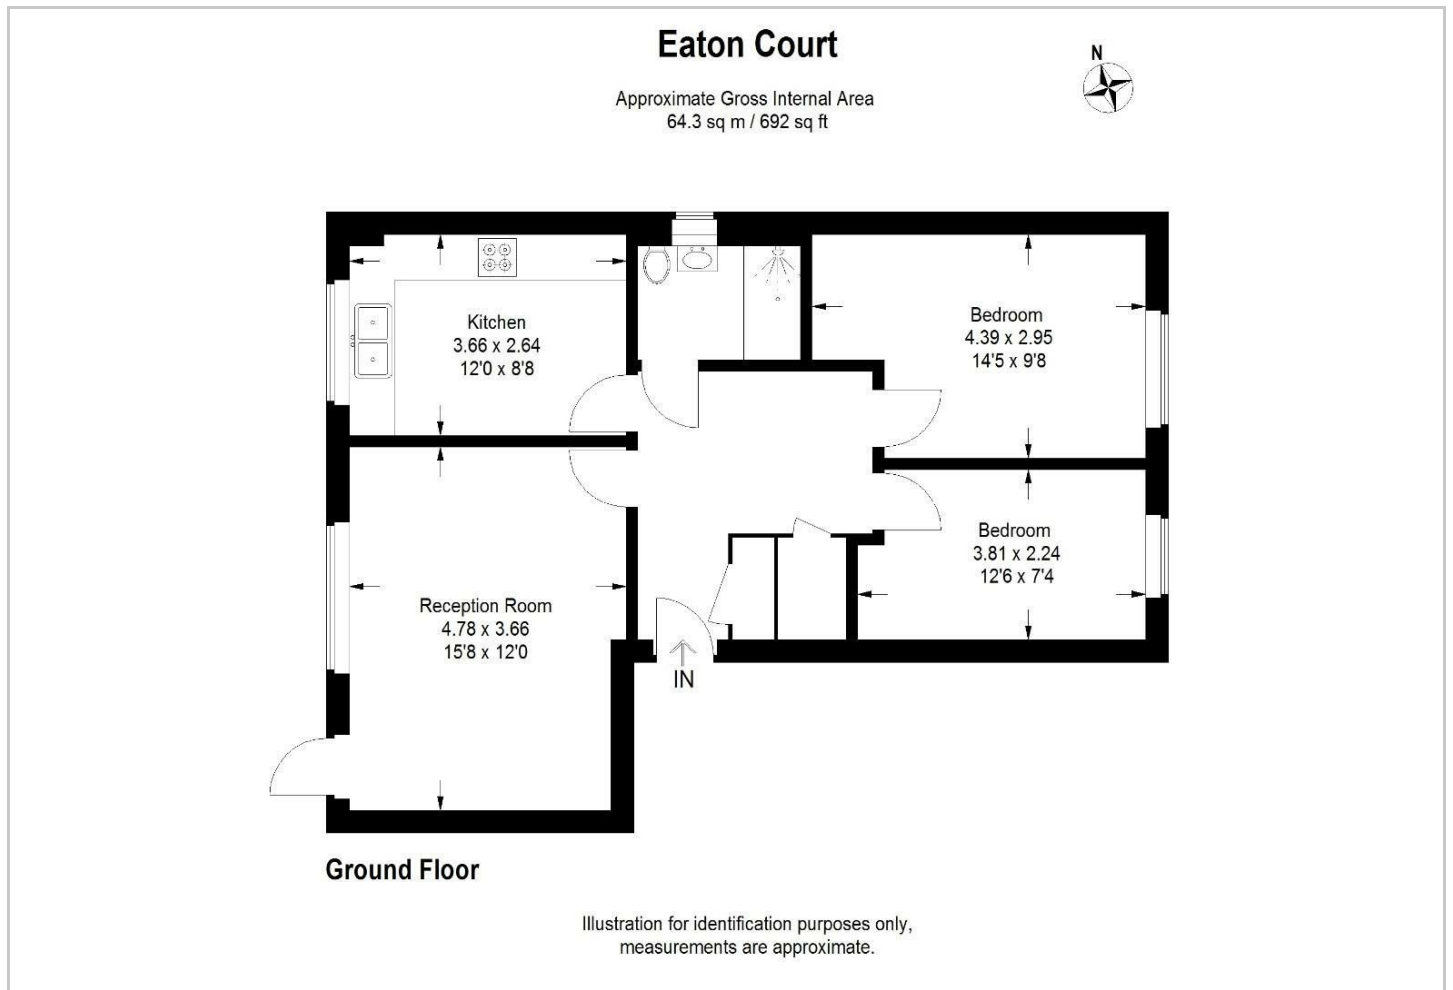 Eaton Court
N
Approximate Gross Internal Area
64.3 sq m / 692 sq ft
Kitchen
3.66 x 2.64
12'0 x 8'8
Bedroom
4.39 x 2.95
14'5 x 9'8
Bedroom
3.81 x 2.24
12'6 x 7'4
Reception Room
4.78 x 3.66
15'8 x 12'0
IN
Ground Floor
Illustration for identification purposes only,
measurements are approximate.